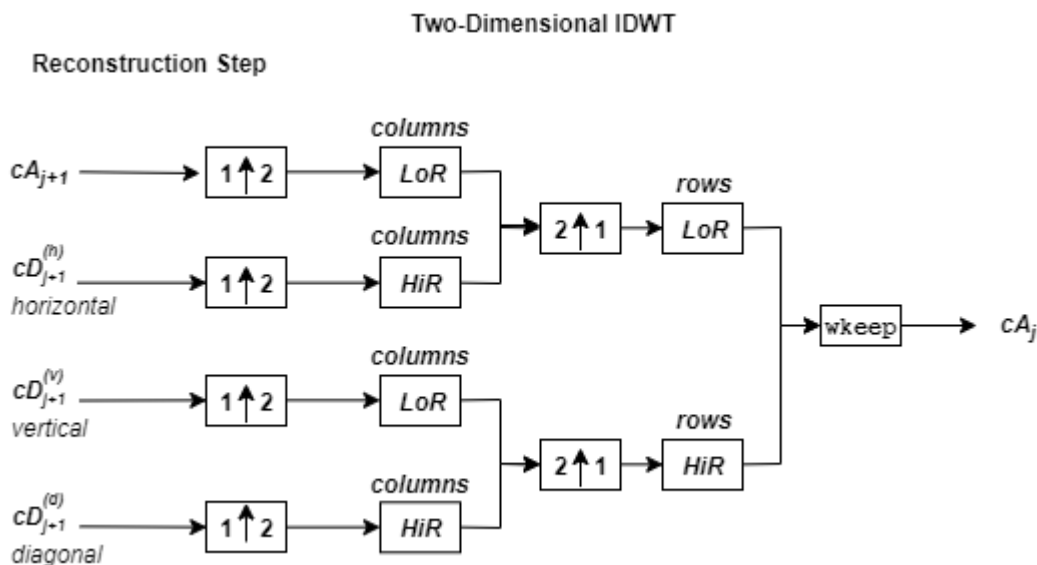 Two-Dimensional IDWT
Reconstruction Step
columns
cA_{j+1} 1↑2 LoR
rows
2↑1 LoR
columns
cD_{j+1}^{(h)} 1↑2 HiR
horizontal
wkeep cA_j
columns
cD_{j+1}^{(v)} 1↑2 LoR
vertical
rows
2↑1 HiR
columns
cD_{j+1}^{(d)} 1↑2 HiR
diagonal